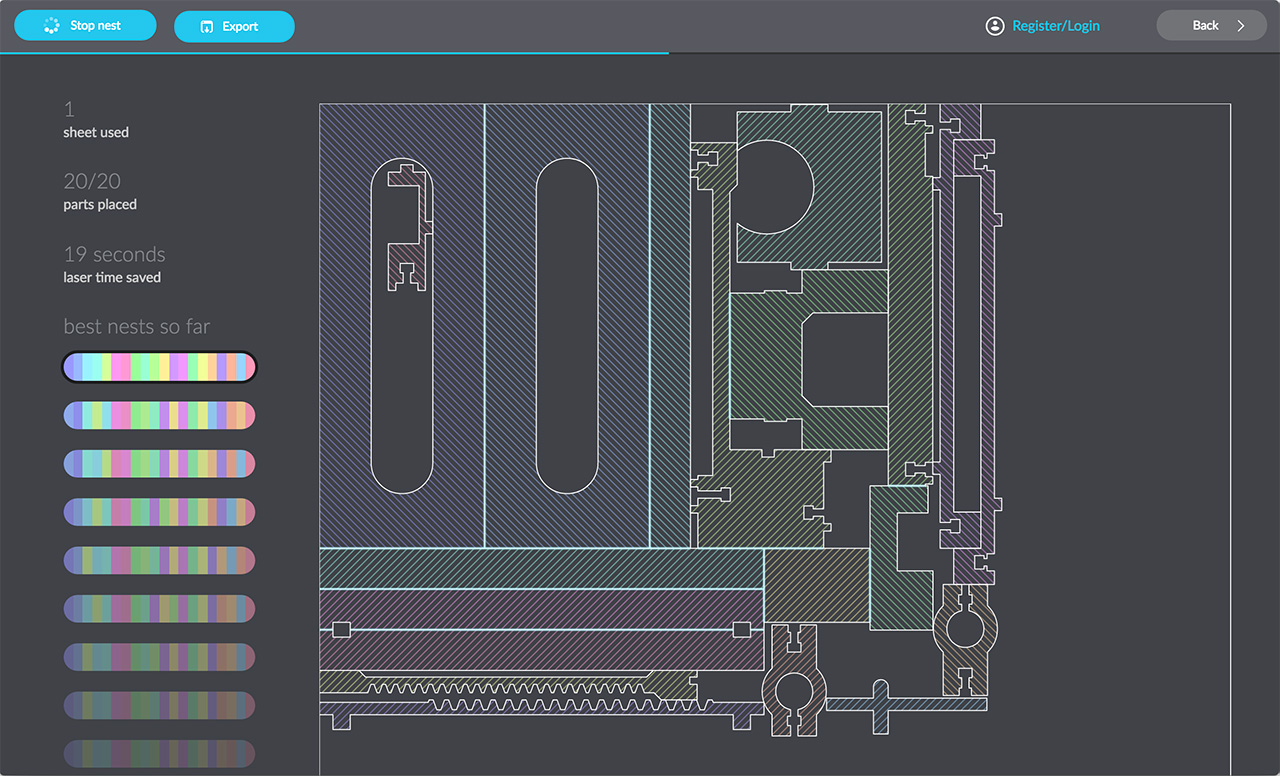 Stop nest
Export
Register/Login
Back
1
sheet used
20/20
parts placed
19 seconds
laser time saved
best nests so far